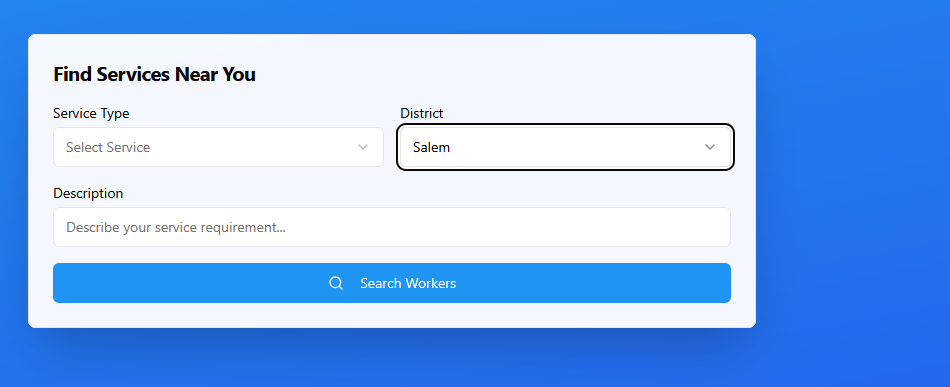 Find Services Near You
Service Type
District
Select Service
Salem
Description
Describe your service requirement...
Search Workers